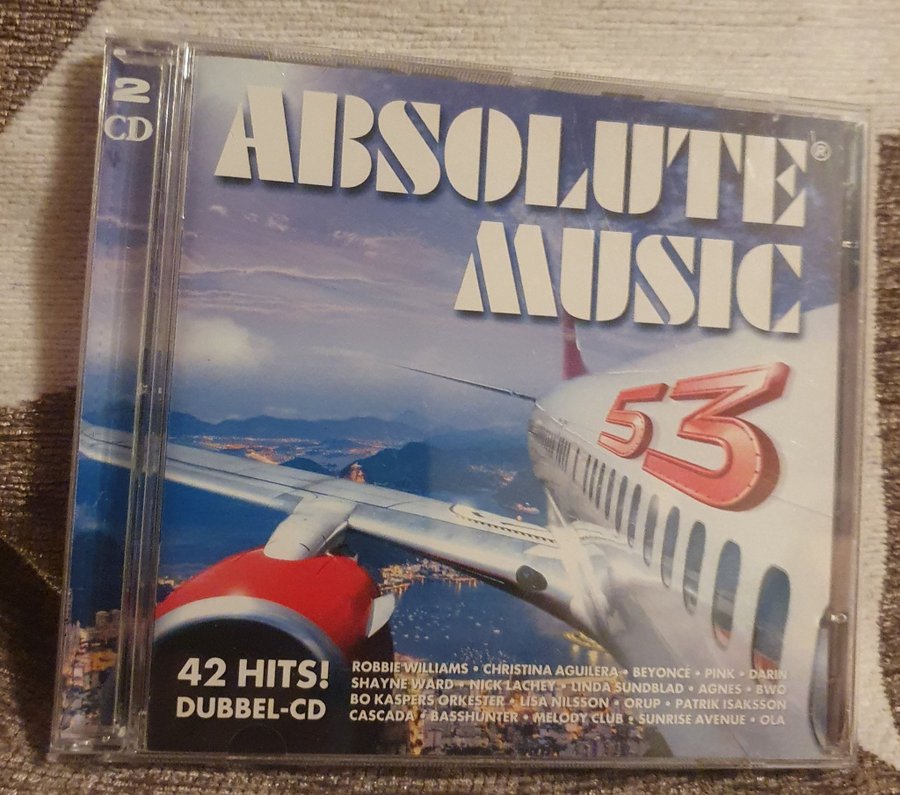 2
CD
ABSOLUTE®
MUSIC
53
42 HITS!
DUBBEL-CD
ROBBIE WILLIAMS • CHRISTINA AGUILERA • BEYONCÉ • PINK • DARIN
SHAYNE WARD • NICK LACHEY • LINDA SUNDBLAD • AGNES • BWO
BO KASPERS ORKESTER • LISA NILSSON • ORUP • PATRIK ISAKSSON
CASCADA • BASSHUNTER • MELODY CLUB • SUNRISE AVENUE • OLA